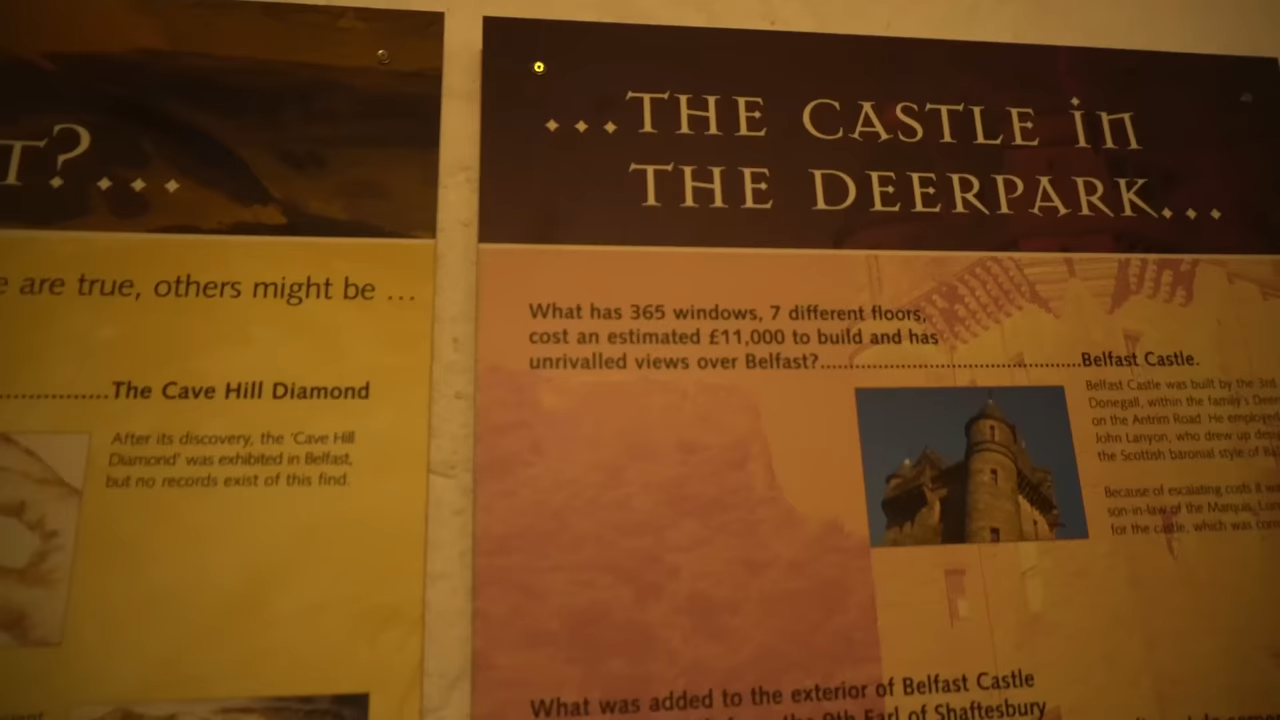 T?...
e are true, others might be ...
..............The Cave Hill Diamond
After its discovery, the 'Cave Hill
Diamond' was exhibited in Belfast,
but no records exist of this find.
...THE CASTLE in
THE DEERPARK...
What has 365 windows, 7 different floors,
cost an estimated £11,000 to build and has
unrivalled views over Belfast?..............................................Belfast Castle.
Belfast Castle was built by the 3rd
Donegall, within the family's Deer
on the Antrim Road. He employed
John Lanyon, who drew up
the Scottish baronial style of
Because of escalating costs it
son-in-law of the Marquis,
for the castle, which was
What was added to the exterior of Belfast Castle
the 9th Earl of Shaftesbury